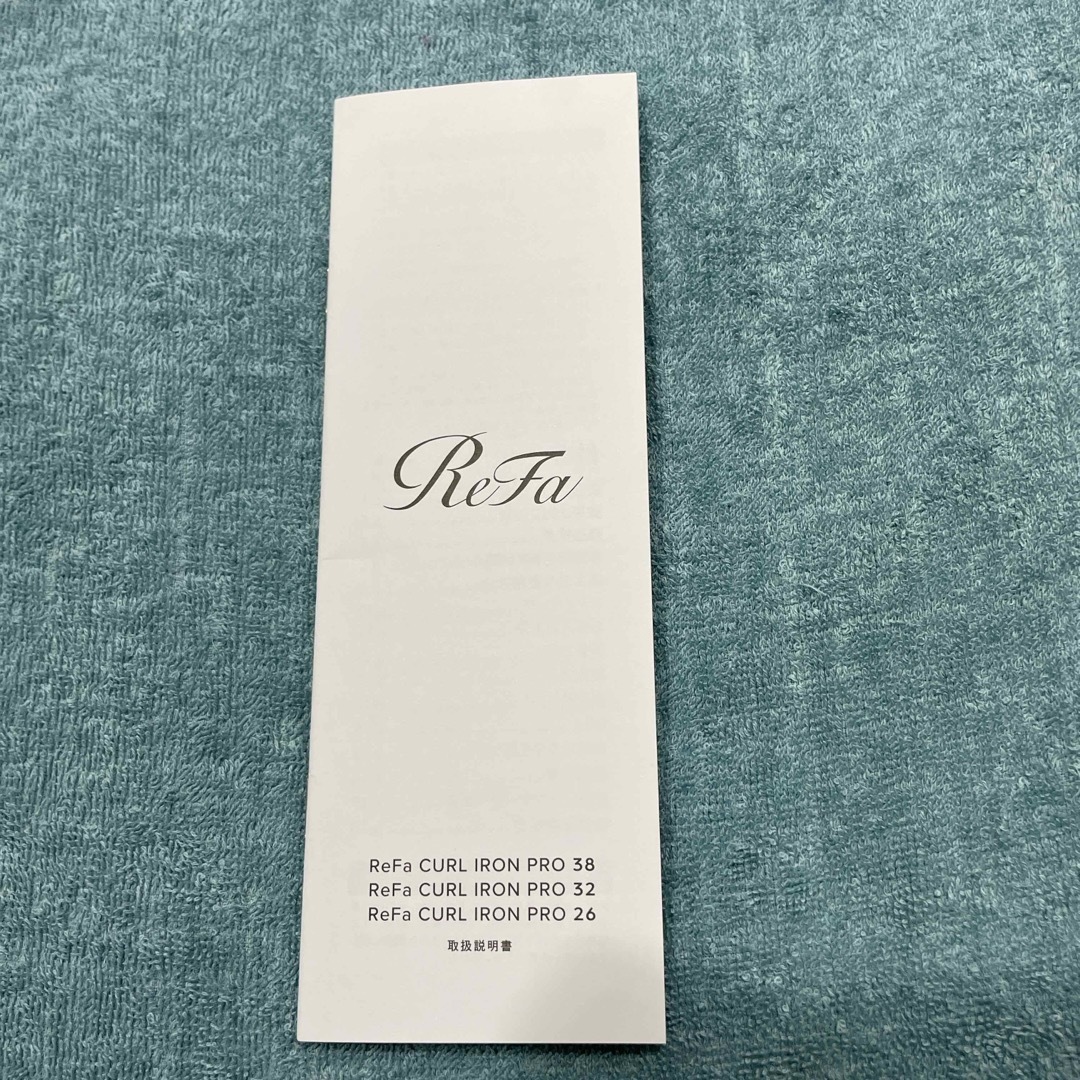 ReFa
ReFa CURL IRON PRO 38
ReFa CURL IRON PRO 32
ReFa CURL IRON PRO 26
取扱説明書